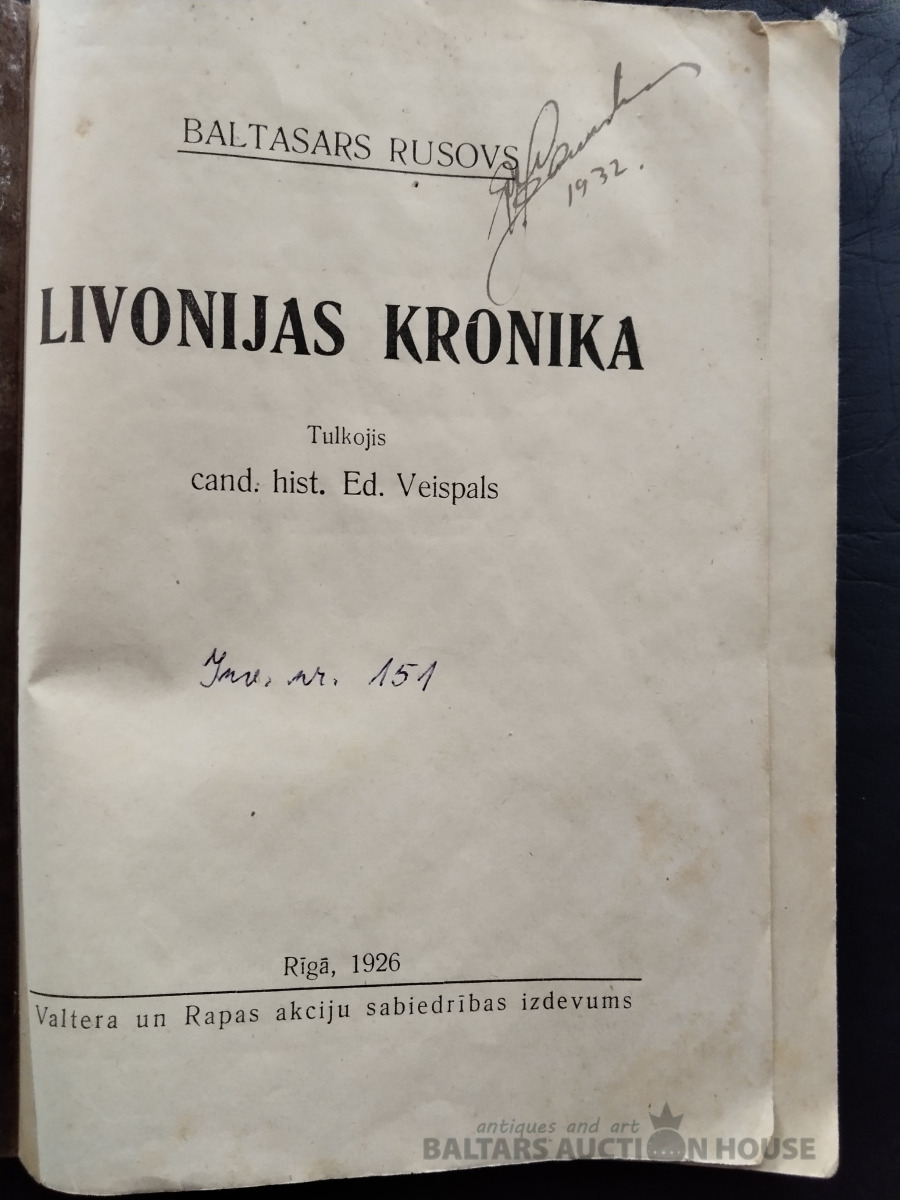 BALTASARS RUSOVS
1932.
LIVONIJAS KRONIKA
Tulkojis
cand. hist. Ed. Veispals
Inv. nr. 151
Rīgā, 1926
Valtera un Rapas akciju sabiedrības izdevums
antiques and art
BALTARS AUCTION HOUSE